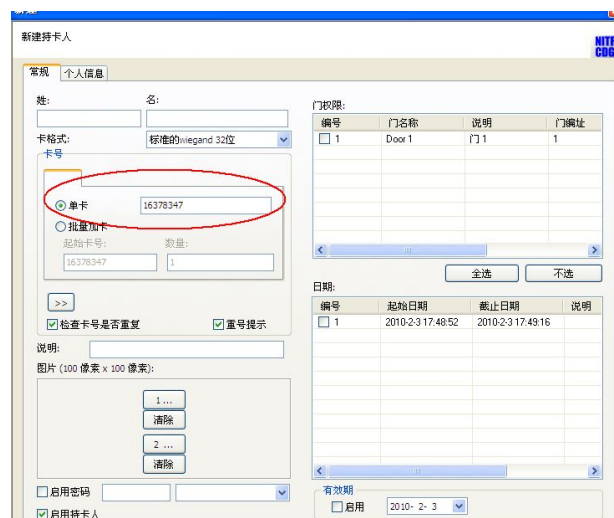 新建持卡人
NITE
CDG
常规 个人信息
姓: 名:
卡格式: 标准的wiegand 32位
卡号
单卡 16378347
批量加卡
起始卡号: 数量:
16378347 1
>>
检查卡号是否重复 重号提示
说明:
图片 (100 像素 x 100 像素):
1 ...
清除
2 ...
清除
启用密码
启用持卡人
门权限:
编号 门名称 说明 门编址
1 Door 1 门 1 1
全选 不选
日期:
编号 起始日期 截止日期 说明
1 2010-2-3 17:48:52 2010-2-3 17:49:16
有效期
启用 2010- 2- 3